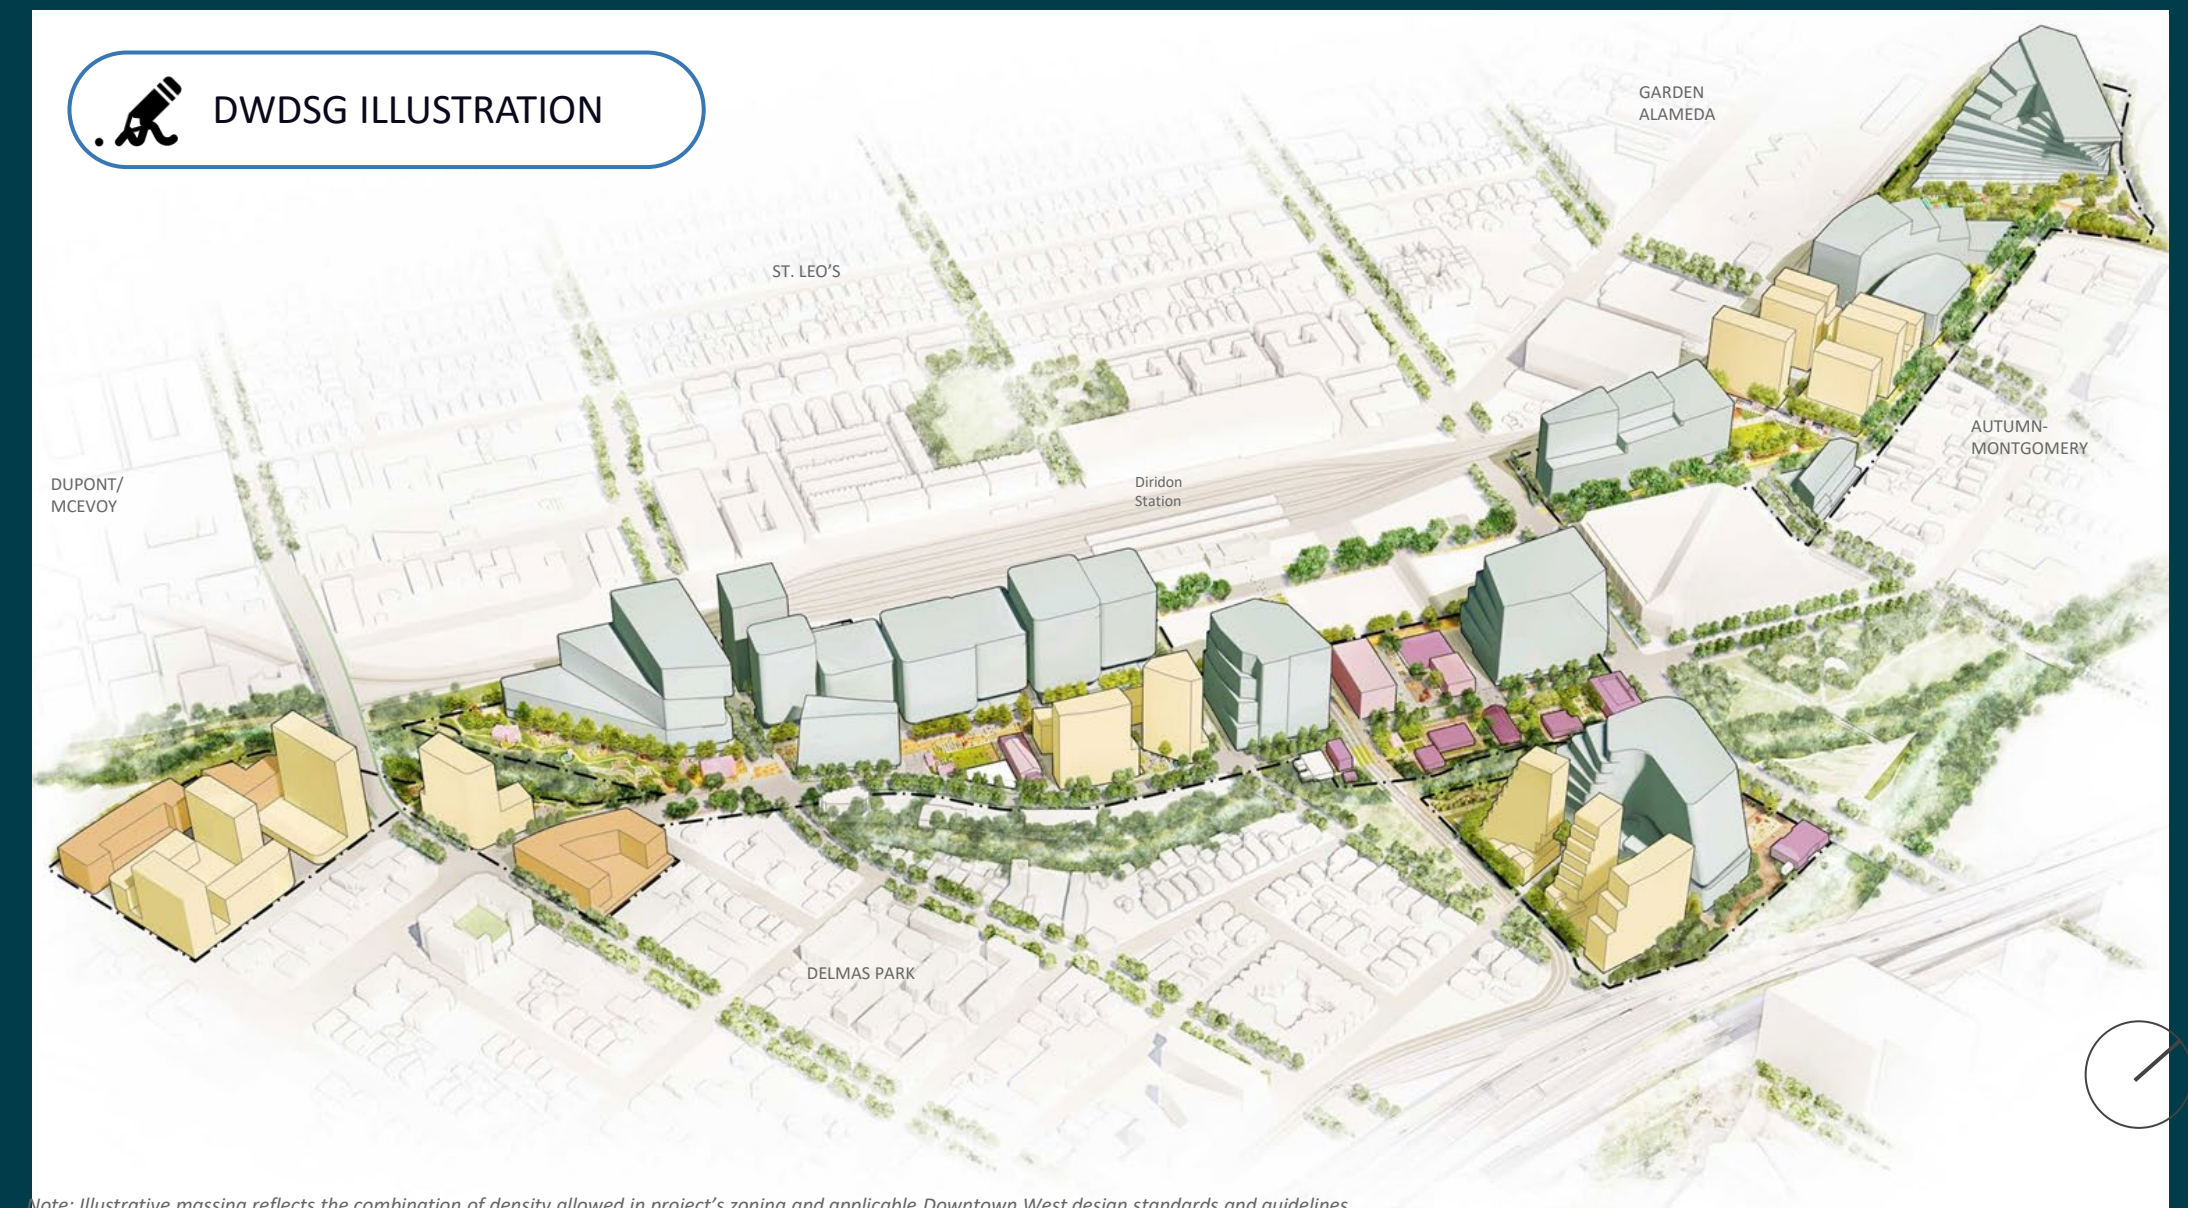 DWDSG ILLUSTRATION
GARDEN
ALAMEDA
ST. LEO'S
AUTUMN-
MONTGOMERY
DUPONT/
MCEVOY
Diridon
Station
DELMAS PARK
Note: Illustrative massing reflects the combination of density allowed in project's zoning and applicable Downtown West design standards and guidelines